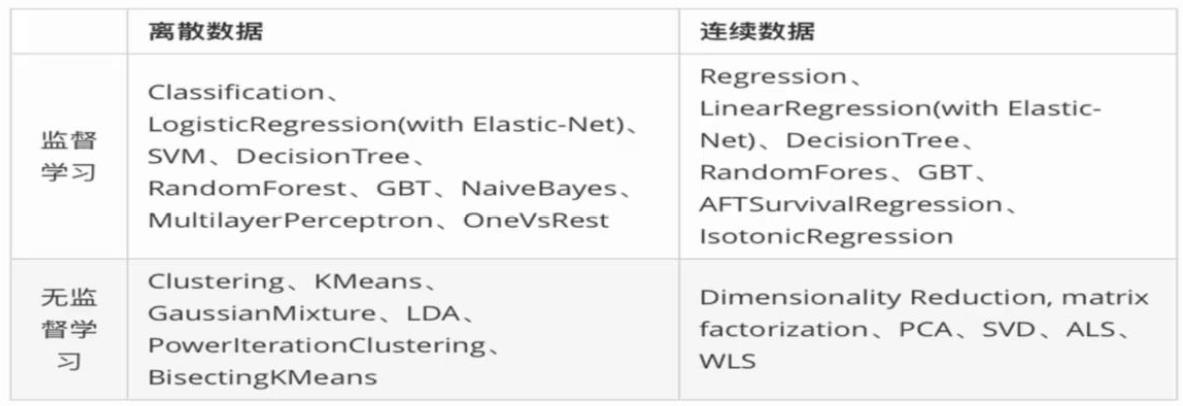 离散数据
连续数据
监督
学习
Classification、
LogisticRegression(with Elastic-Net)、
SVM、DecisionTree、
RandomForest、GBT、NaiveBayes、
MultilayerPerceptron、OneVsRest
Regression、
LinearRegression(with Elastic-
Net)、DecisionTree、
RandomFores、GBT、
AFTSurvivalRegression、
IsotonicRegression
无监
督学
习
Clustering、KMeans、
GaussianMixture、LDA、
PowerIterationClustering、
BisectingKMeans
Dimensionality Reduction, matrix
factorization、PCA、SVD、ALS、
WLS